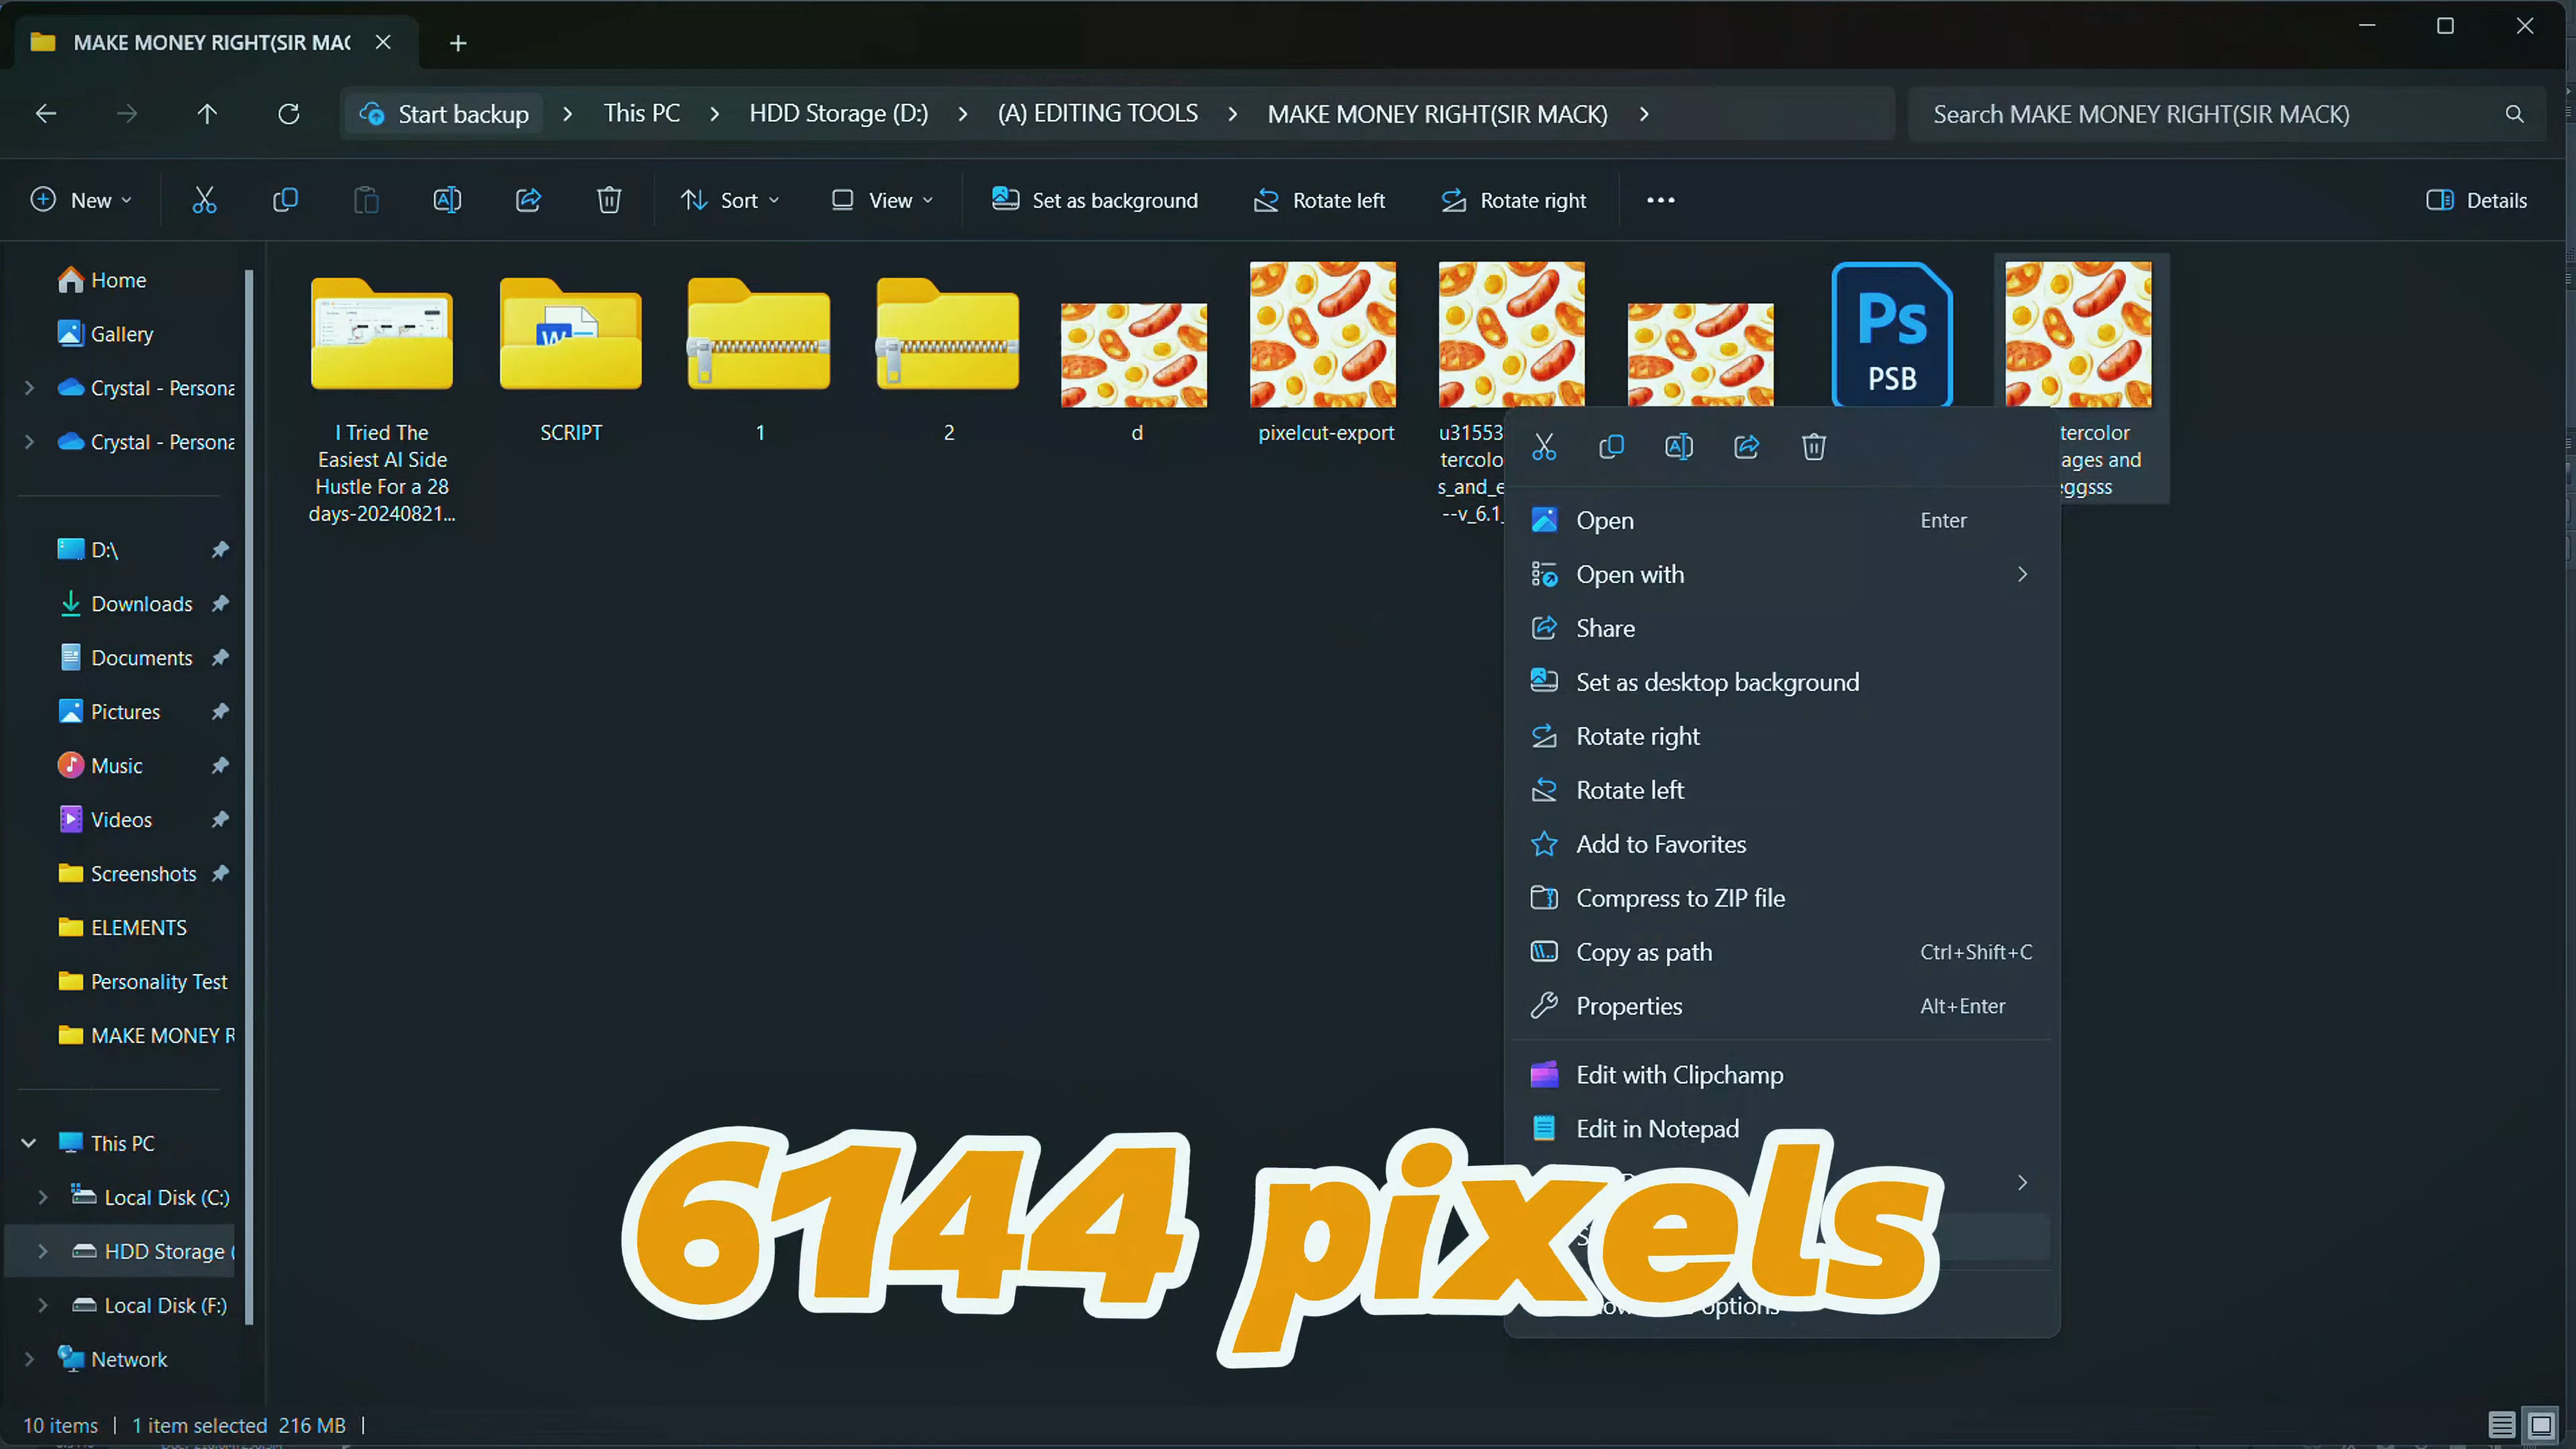 MAKE MONEY RIGHT(SIR MAC
Start backup > This PC > HDD Storage (D:) > (A) EDITING TOOLS > MAKE MONEY RIGHT(SIR MACK) >
Search MAKE MONEY RIGHT(SIR MACK)
New
Sort
View
Set as background
Rotate left
Rotate right
Details
Home
Gallery
Crystal - Persona
Crystal - Persona
D:\
Downloads
Documents
Pictures
Music
Videos
Screenshots
ELEMENTS
Personality Test
MAKE MONEY R
This PC
Local Disk (C:)
HDD Storage (
Local Disk (F:)
Network
I Tried The
Easiest AI Side
Hustle For a 28
days-20240821...
W
SCRIPT
1
2
d
pixelcut-export
u31553
tercolo
s_and_e
--v_6.1_
Ps
PSB
tercolor
ages and
eggsss
Open Enter
Open with
Share
Set as desktop background
Rotate right
Rotate left
Add to Favorites
Compress to ZIP file
Copy as path Ctrl+Shift+C
Properties Alt+Enter
Edit with Clipchamp
Edit in Notepad
options
6144 pixels
10 items | 1 item selected 216 MB |